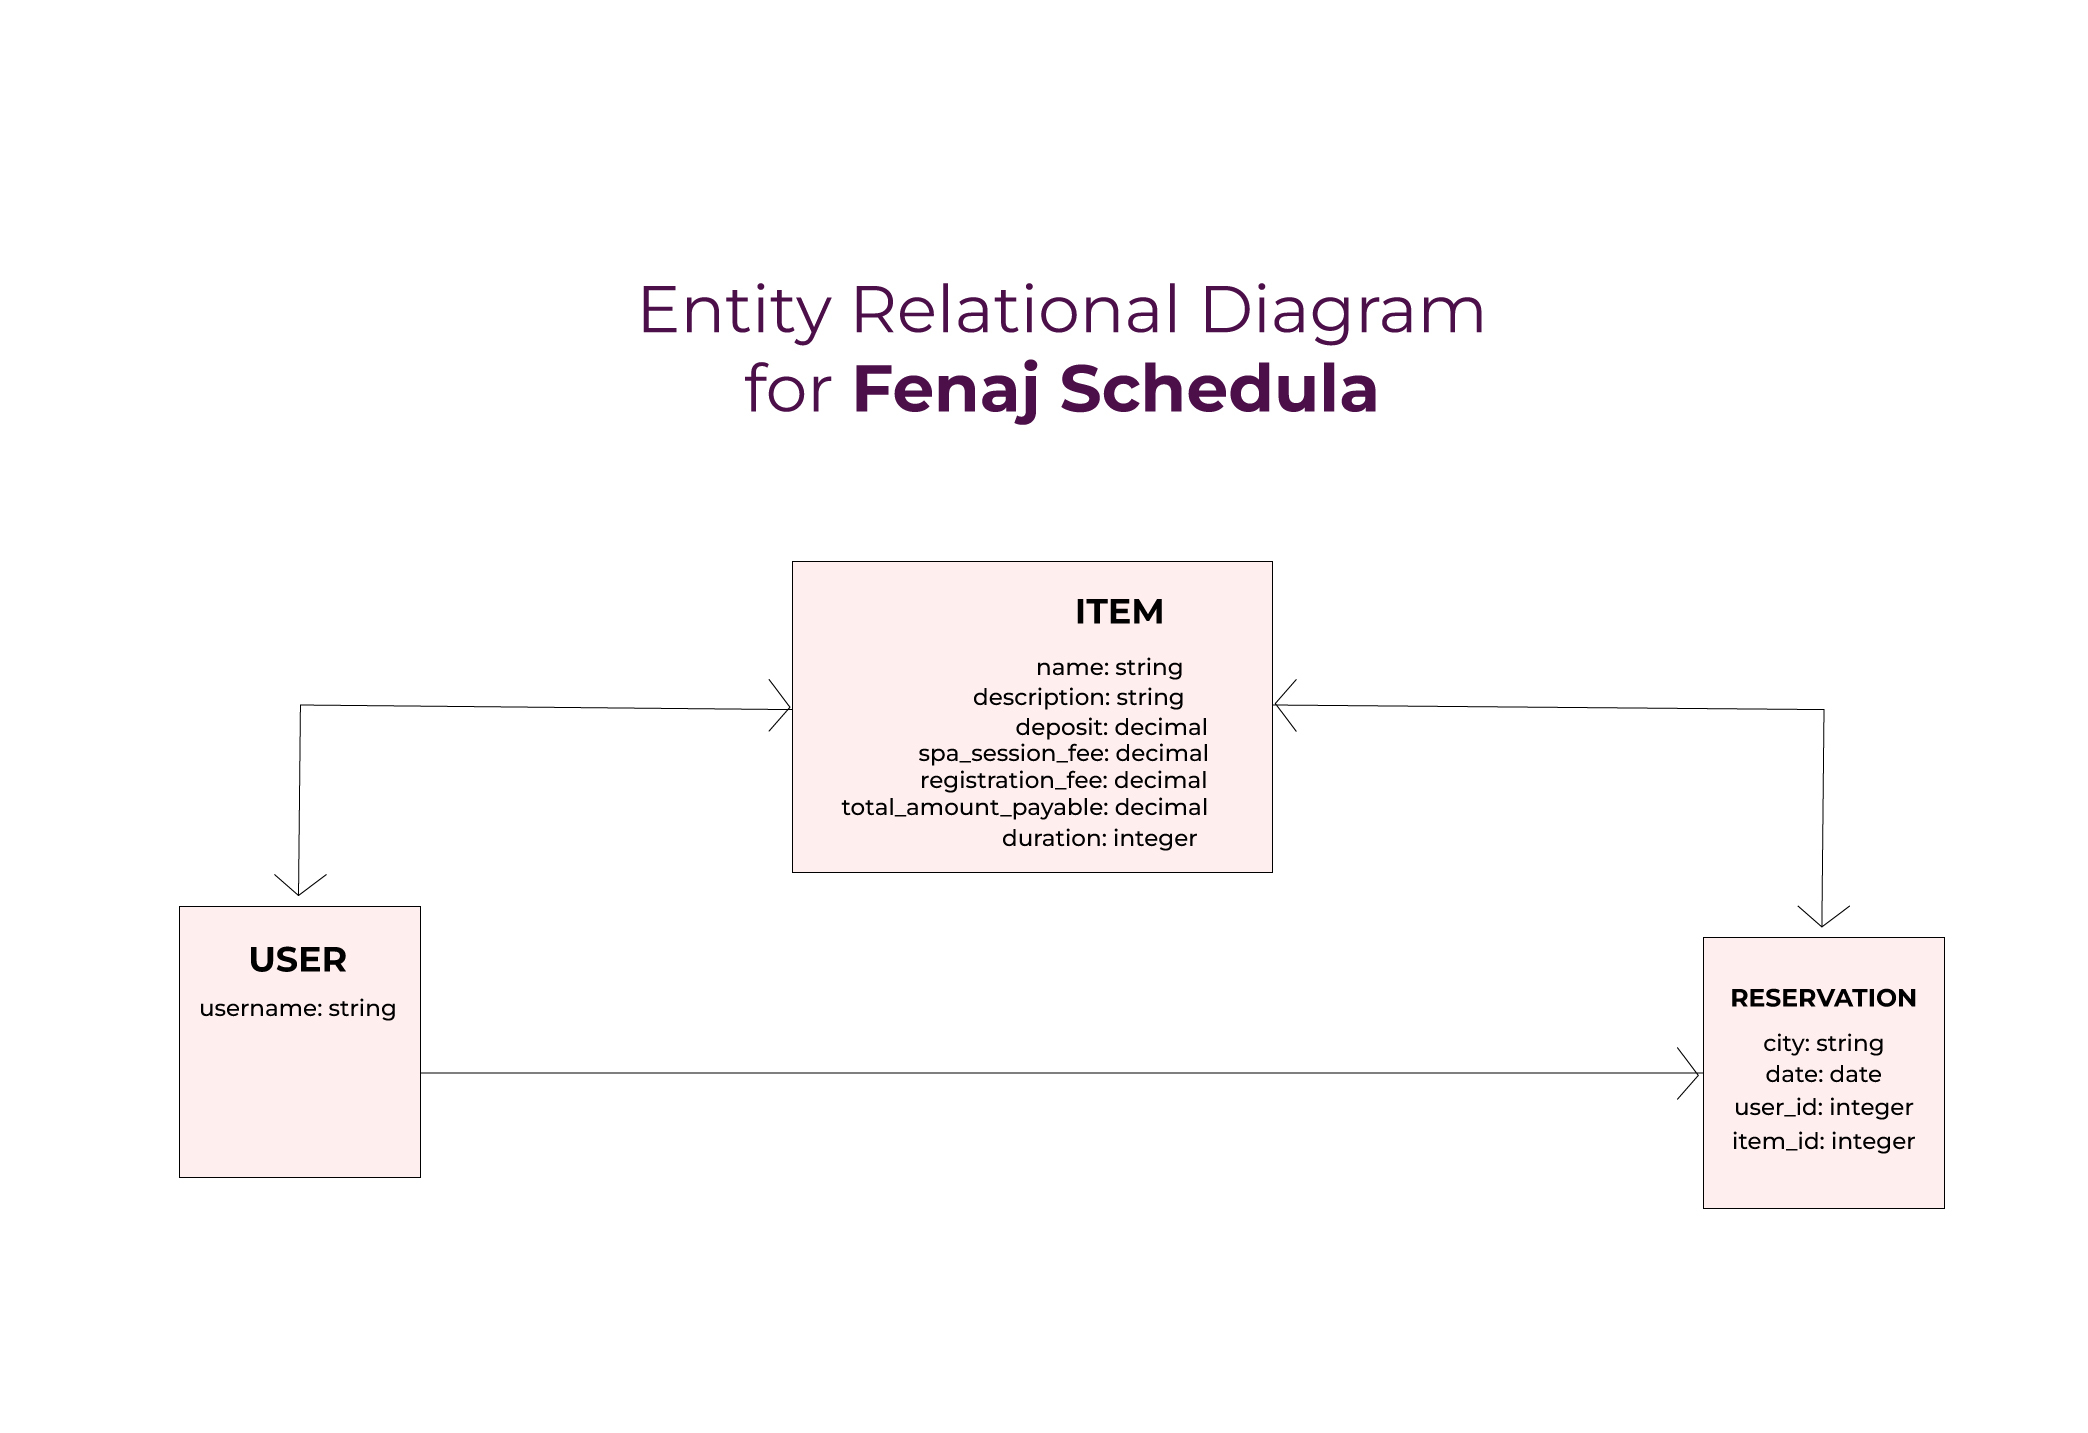 Entity Relational Diagram
for Fenaj Schedula
ITEM
name: string
description: string
deposit: decimal
spa_session_fee: decimal
registration_fee: decimal
total_amount_payable: decimal
duration: integer
USER
username: string
RESERVATION
city: string
date: date
user_id: integer
item_id: integer